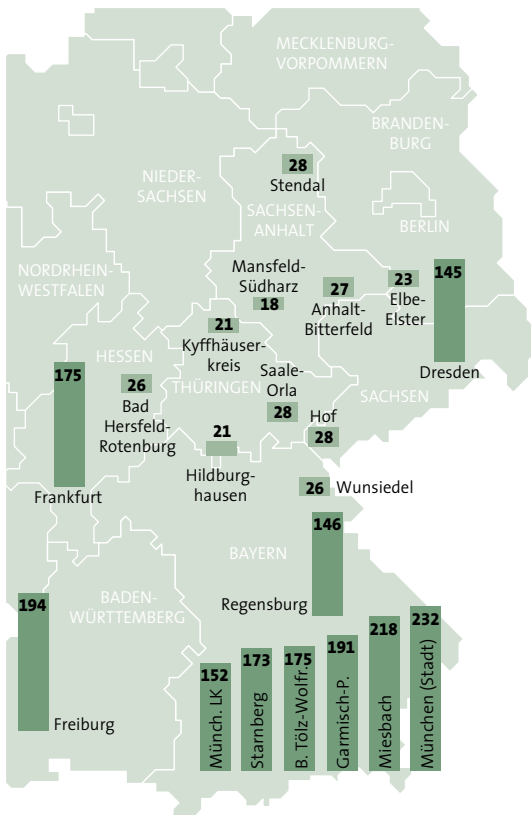 MECKLENBURG-
VORPOMMERN
BRANDEN-
BURG
NIEDER-
SACHSEN
28
Stendal
SACHSEN-
ANHALT
BERLIN
NORDRHEIN-
WESTFALEN
Mansfeld-
Südharz
18
27
Anhalt-
Bitterfeld
23
Elbe-
Elster
145
Dresden
21
Kyffhäuser-
kreis
HESSEN
175
Frankfurt
26
Bad
Hersfeld-
Rotenburg
THÜRINGEN
Saale-
Orla
28
SACHSEN
Hof
28
21
Hildburg-
hausen
26
Wunsiedel
146
Regensburg
BAYERN
BADEN-
WÜRTTEMBERG
194
Freiburg
152
Münch. LK
173
Starnberg
175
B. Tölz-Wolfr.
191
Garmisch-P.
218
Miesbach
232
München (Stadt)